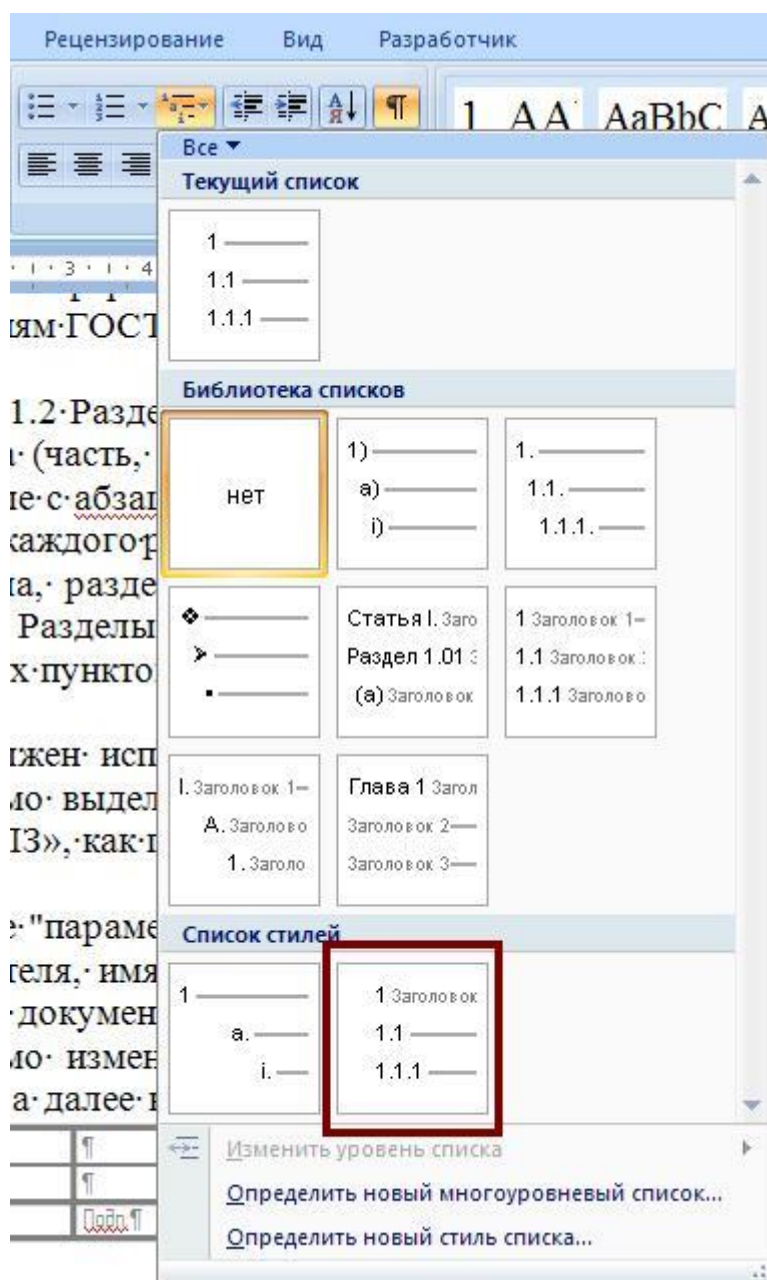 Рецензирование Вид Разработчик
1 АА AaBbC
Все
Текущий список
1
1.1
1.1.1
3 4
ям·ГОСТ
Библиотека списков
1.2·Разде
(часть,
нет
1)
a)
i)
1.
1.1.
1.1.1.
е·с·абзац
каждого
а,·разде
Разделы
х·пункто
Статья I. Заго
Раздел 1.01 З
(a) Заголовок
1 Заголовок 1
1.1 Заголовок
1.1.1 Заголово
жен·исп
мо·выдел
ПЗ»,·как·п
I. Заголовок 1
A. Заголово
1. Заголо
Глава 1 Загол
Заголовок 2
Заголовок 3
"параме
Список стилей
теля,·имя
докумен
мо·измен
а·далее·в
1
a.
i.
1 Заголовок
1.1
1.1.1
¶ Изменить уровень списка
¶ Определить новый многоуровневый список...
Подп.¶ Определить новый стиль списка...